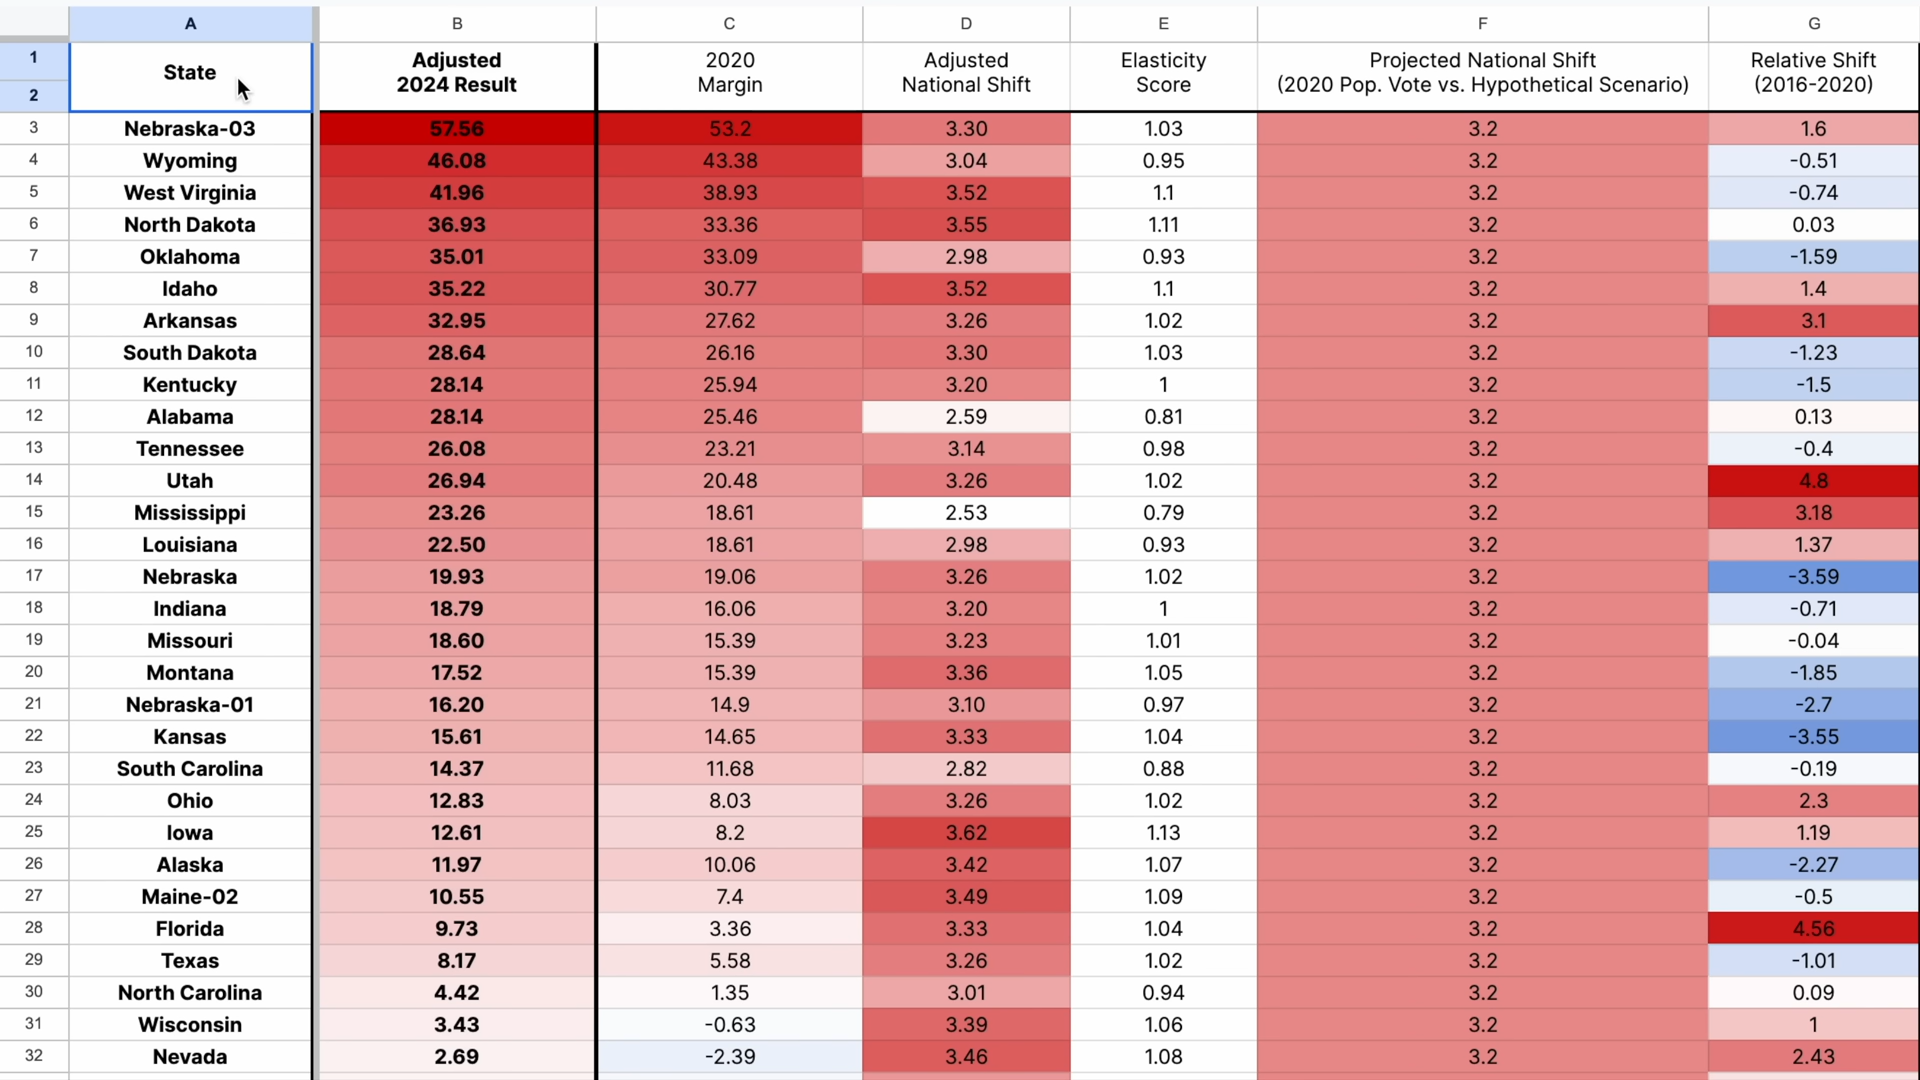 A B C D E F G
1 State Adjusted 2020 Adjusted Elasticity Projected National Shift Relative Shift
2 2024 Result Margin National Shift Score (2020 Pop. Vote vs. Hypothetical Scenario) (2016-2020)
3 Nebraska-03 57.56 53.2 3.30 1.03 3.2 1.6
4 Wyoming 46.08 43.38 3.04 0.95 3.2 -0.51
5 West Virginia 41.96 38.93 3.52 1.1 3.2 -0.74
6 North Dakota 36.93 33.36 3.55 1.11 3.2 0.03
7 Oklahoma 35.01 33.09 2.98 0.93 3.2 -1.59
8 Idaho 35.22 30.77 3.52 1.1 3.2 1.4
9 Arkansas 32.95 27.62 3.26 1.02 3.2 3.1
10 South Dakota 28.64 26.16 3.30 1.03 3.2 -1.23
11 Kentucky 28.14 25.94 3.20 1 3.2 -1.5
12 Alabama 28.14 25.46 2.59 0.81 3.2 0.13
13 Tennessee 26.08 23.21 3.14 0.98 3.2 -0.4
14 Utah 26.94 20.48 3.26 1.02 3.2 4.8
15 Mississippi 23.26 18.61 2.53 0.79 3.2 3.18
16 Louisiana 22.50 18.61 2.98 0.93 3.2 1.37
17 Nebraska 19.93 19.06 3.26 1.02 3.2 -3.59
18 Indiana 18.79 16.06 3.20 1 3.2 -0.71
19 Missouri 18.60 15.39 3.23 1.01 3.2 -0.04
20 Montana 17.52 15.39 3.36 1.05 3.2 -1.85
21 Nebraska-01 16.20 14.9 3.10 0.97 3.2 -2.7
22 Kansas 15.61 14.65 3.33 1.04 3.2 -3.55
23 South Carolina 14.37 11.68 2.82 0.88 3.2 -0.19
24 Ohio 12.83 8.03 3.26 1.02 3.2 2.3
25 Iowa 12.61 8.2 3.62 1.13 3.2 1.19
26 Alaska 11.97 10.06 3.42 1.07 3.2 -2.27
27 Maine-02 10.55 7.4 3.49 1.09 3.2 -0.5
28 Florida 9.73 3.36 3.33 1.04 3.2 4.56
29 Texas 8.17 5.58 3.26 1.02 3.2 -1.01
30 North Carolina 4.42 1.35 3.01 0.94 3.2 0.09
31 Wisconsin 3.43 -0.63 3.39 1.06 3.2 1
32 Nevada 2.69 -2.39 3.46 1.08 3.2 2.43